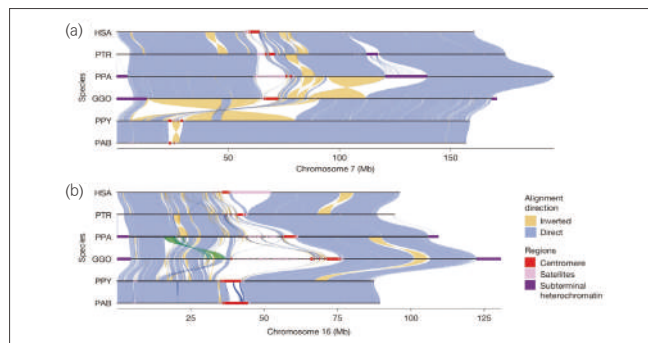 (a)
HSA
PTR
PPA
GGO
PPY
PAB
Species
50
100
150
Chromosome 7 (Mb)
(b)
HSA
PTR
PPA
GGO
PPY
PAB
Species
25
50
75
100
125
Chromosome 16 (Mb)
Alignment
direction
Inverted
Direct
Regions
Centromere
Satellites
Subterminal
heterochromatin